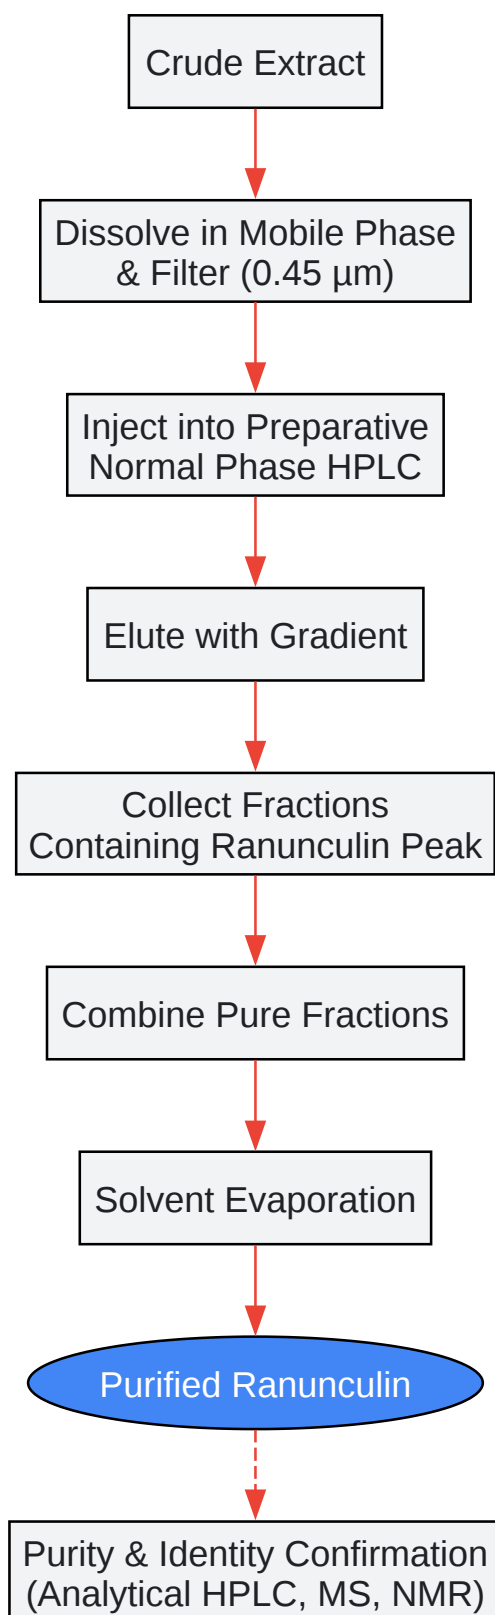 Crude Extract
Dissolve in Mobile Phase
& Filter (0.45 µm)
Inject into Preparative
Normal Phase HPLC
Elute with Gradient
Collect Fractions
Containing Ranunculin Peak
Combine Pure Fractions
Solvent Evaporation
Purified Ranunculin
Purity & Identity Confirmation
(Analytical HPLC, MS, NMR)